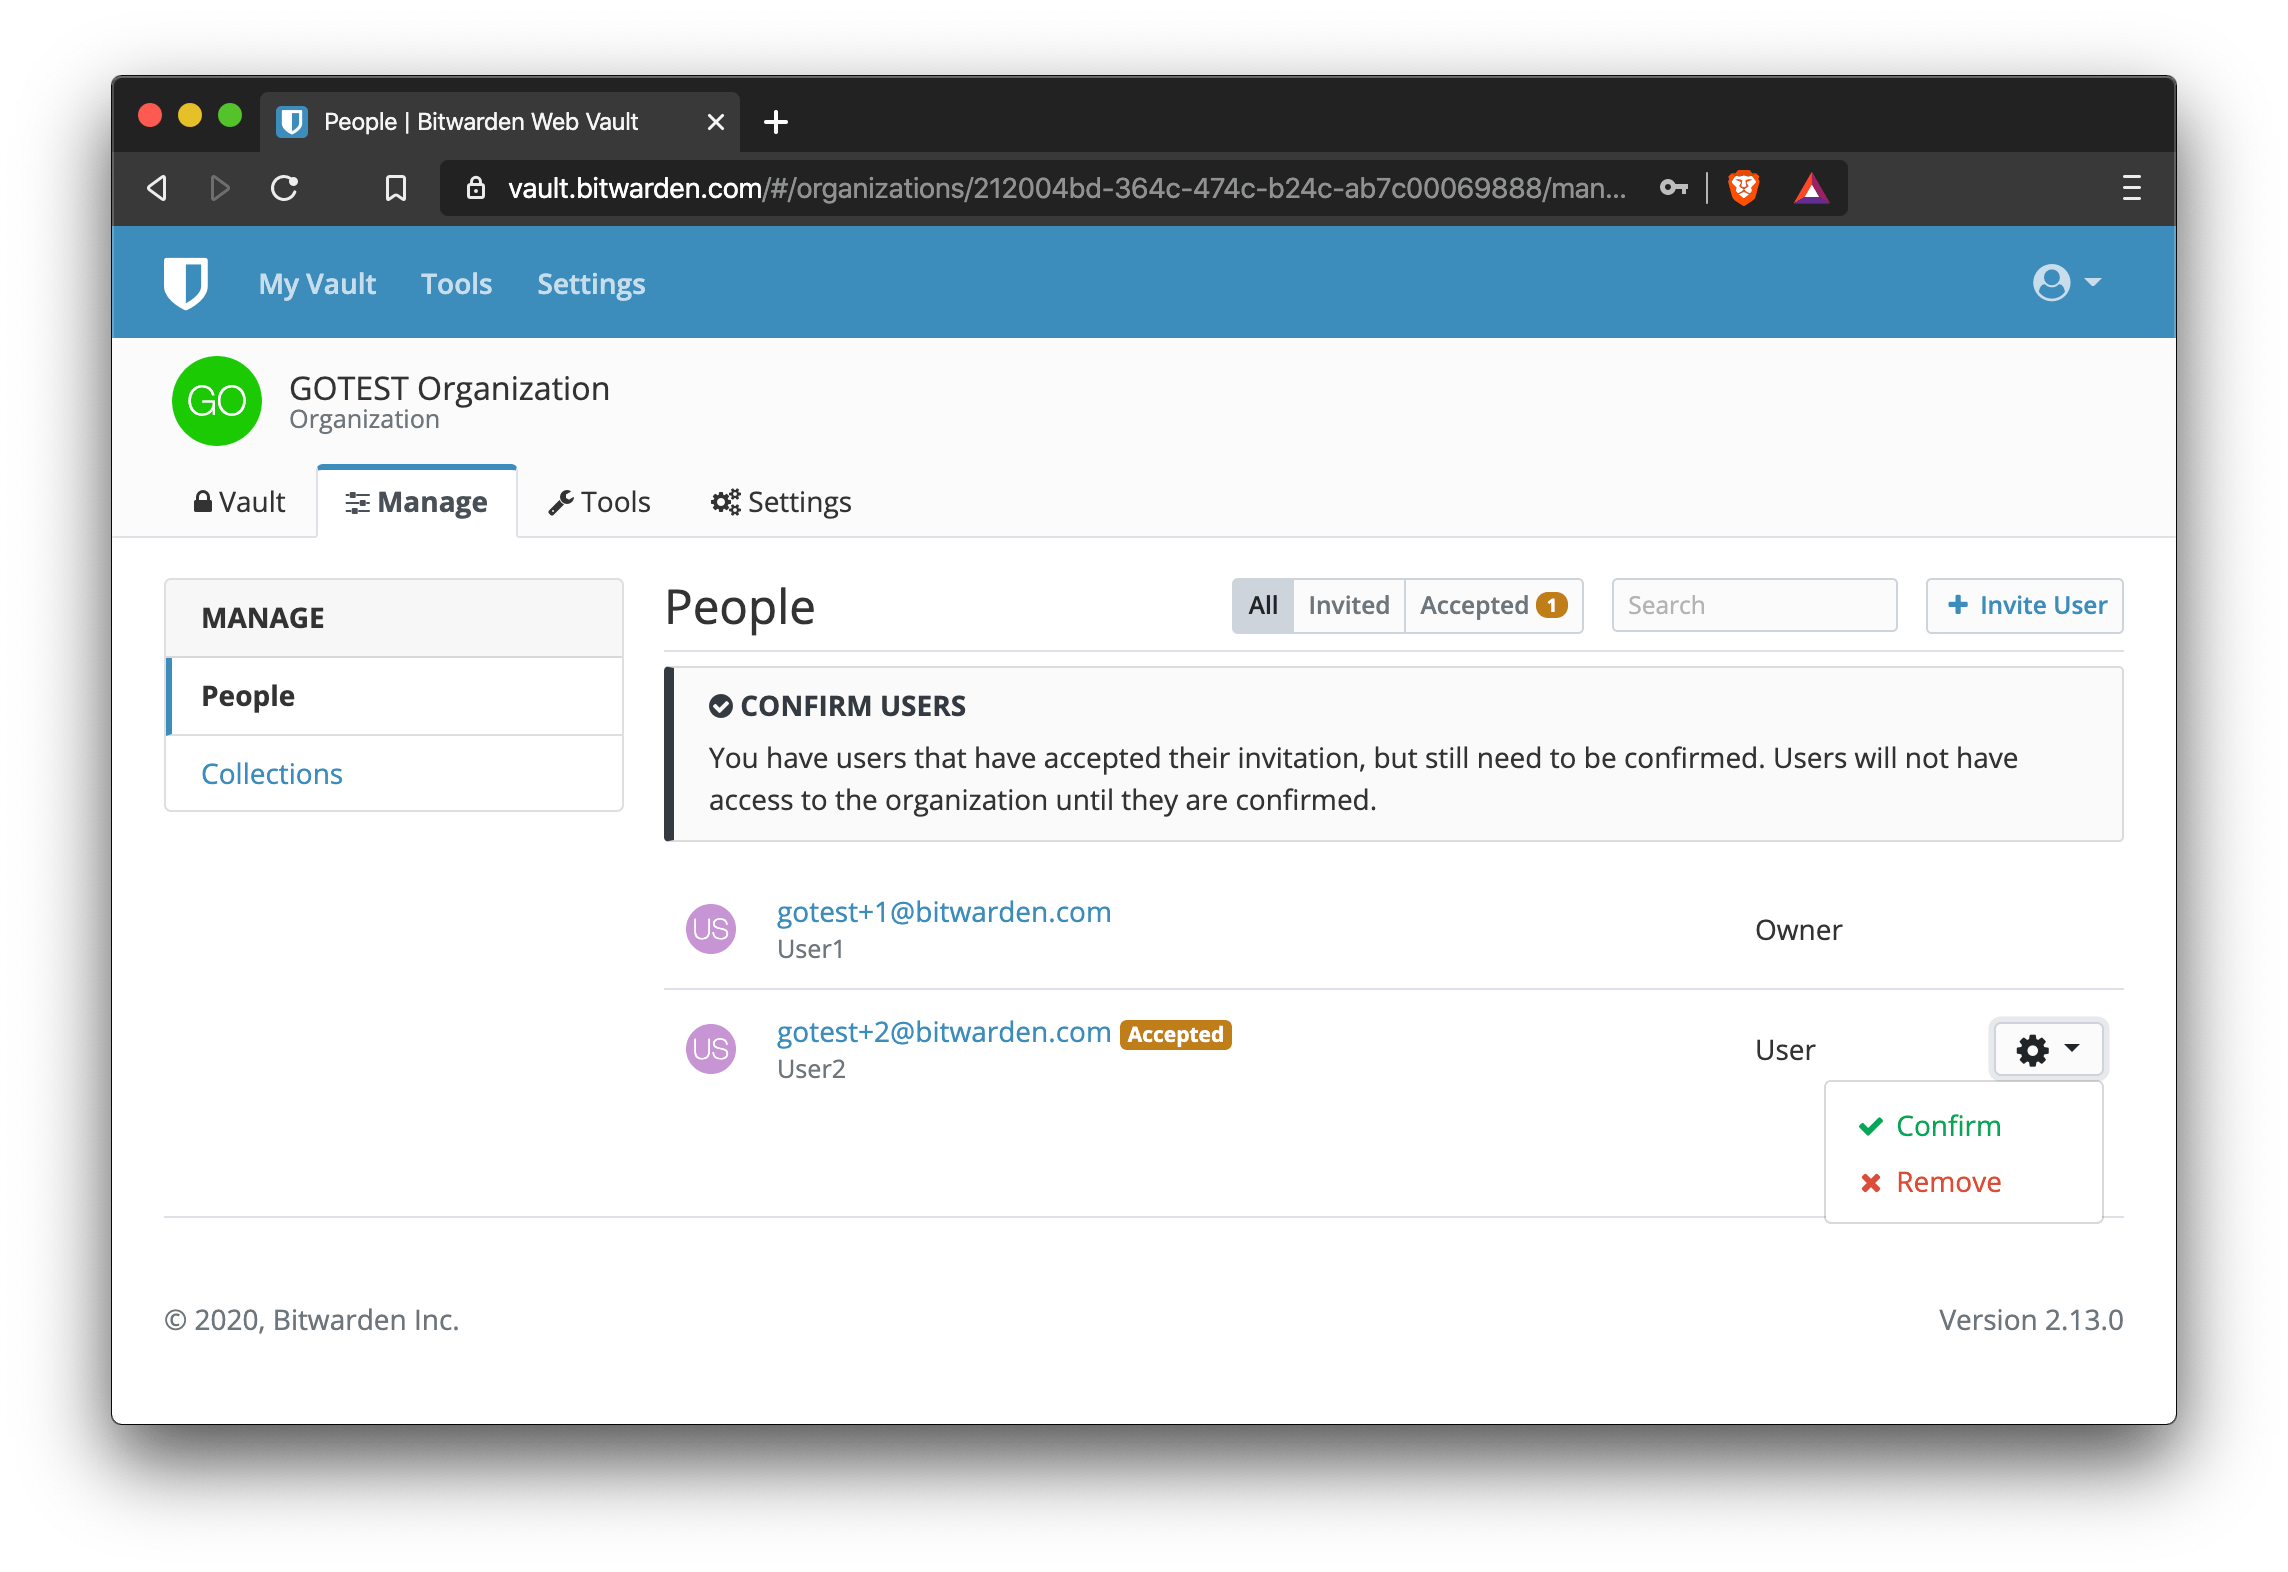 People | Bitwarden Web Vault
vault.bitwarden.com/#/organizations/212004bd-364c-474c-b24c-ab7c00069888/man...
My Vault Tools Settings
GO
GOTEST Organization
Organization
Vault Manage Tools Settings
MANAGE
People
Collections
People
All Invited Accepted 1 Search Invite User
CONFIRM USERS
You have users that have accepted their invitation, but still need to be confirmed. Users will not have
access to the organization until they are confirmed.
US
gotest+1@bitwarden.com
User1
Owner
US
gotest+2@bitwarden.com Accepted
User2
User
Confirm
Remove
© 2020, Bitwarden Inc.
Version 2.13.0